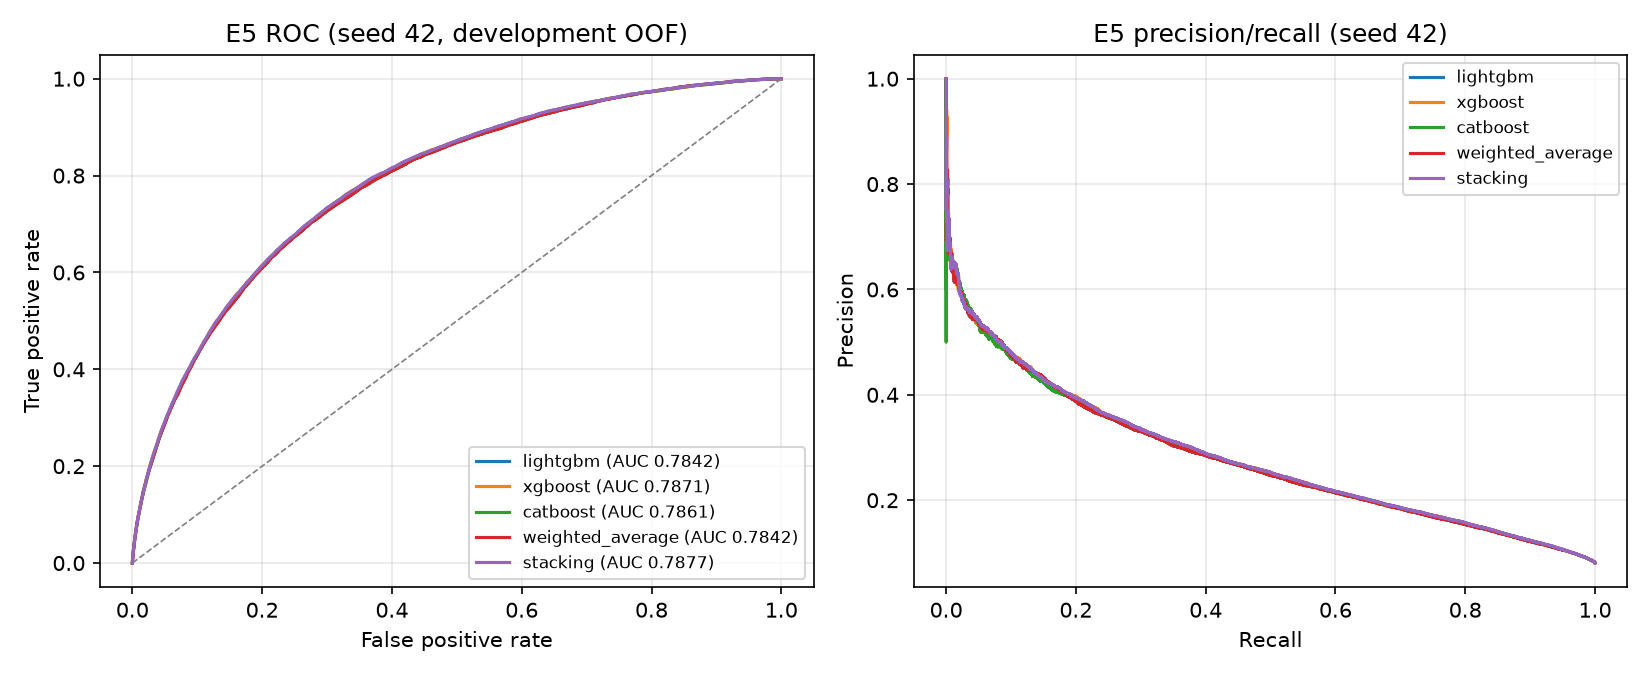 E5 ROC (seed 42, development OOF)
True positive rate
1.0
0.8
0.6
0.4
0.2
0.0
lightgbm (AUC 0.7842)
xgboost (AUC 0.7871)
catboost (AUC 0.7861)
weighted_average (AUC 0.7842)
stacking (AUC 0.7877)
0.0 0.2 0.4 0.6 0.8 1.0
False positive rate
E5 precision/recall (seed 42)
Precision
1.0
0.8
0.6
0.4
0.2
lightgbm
xgboost
catboost
weighted_average
stacking
0.0 0.2 0.4 0.6 0.8 1.0
Recall